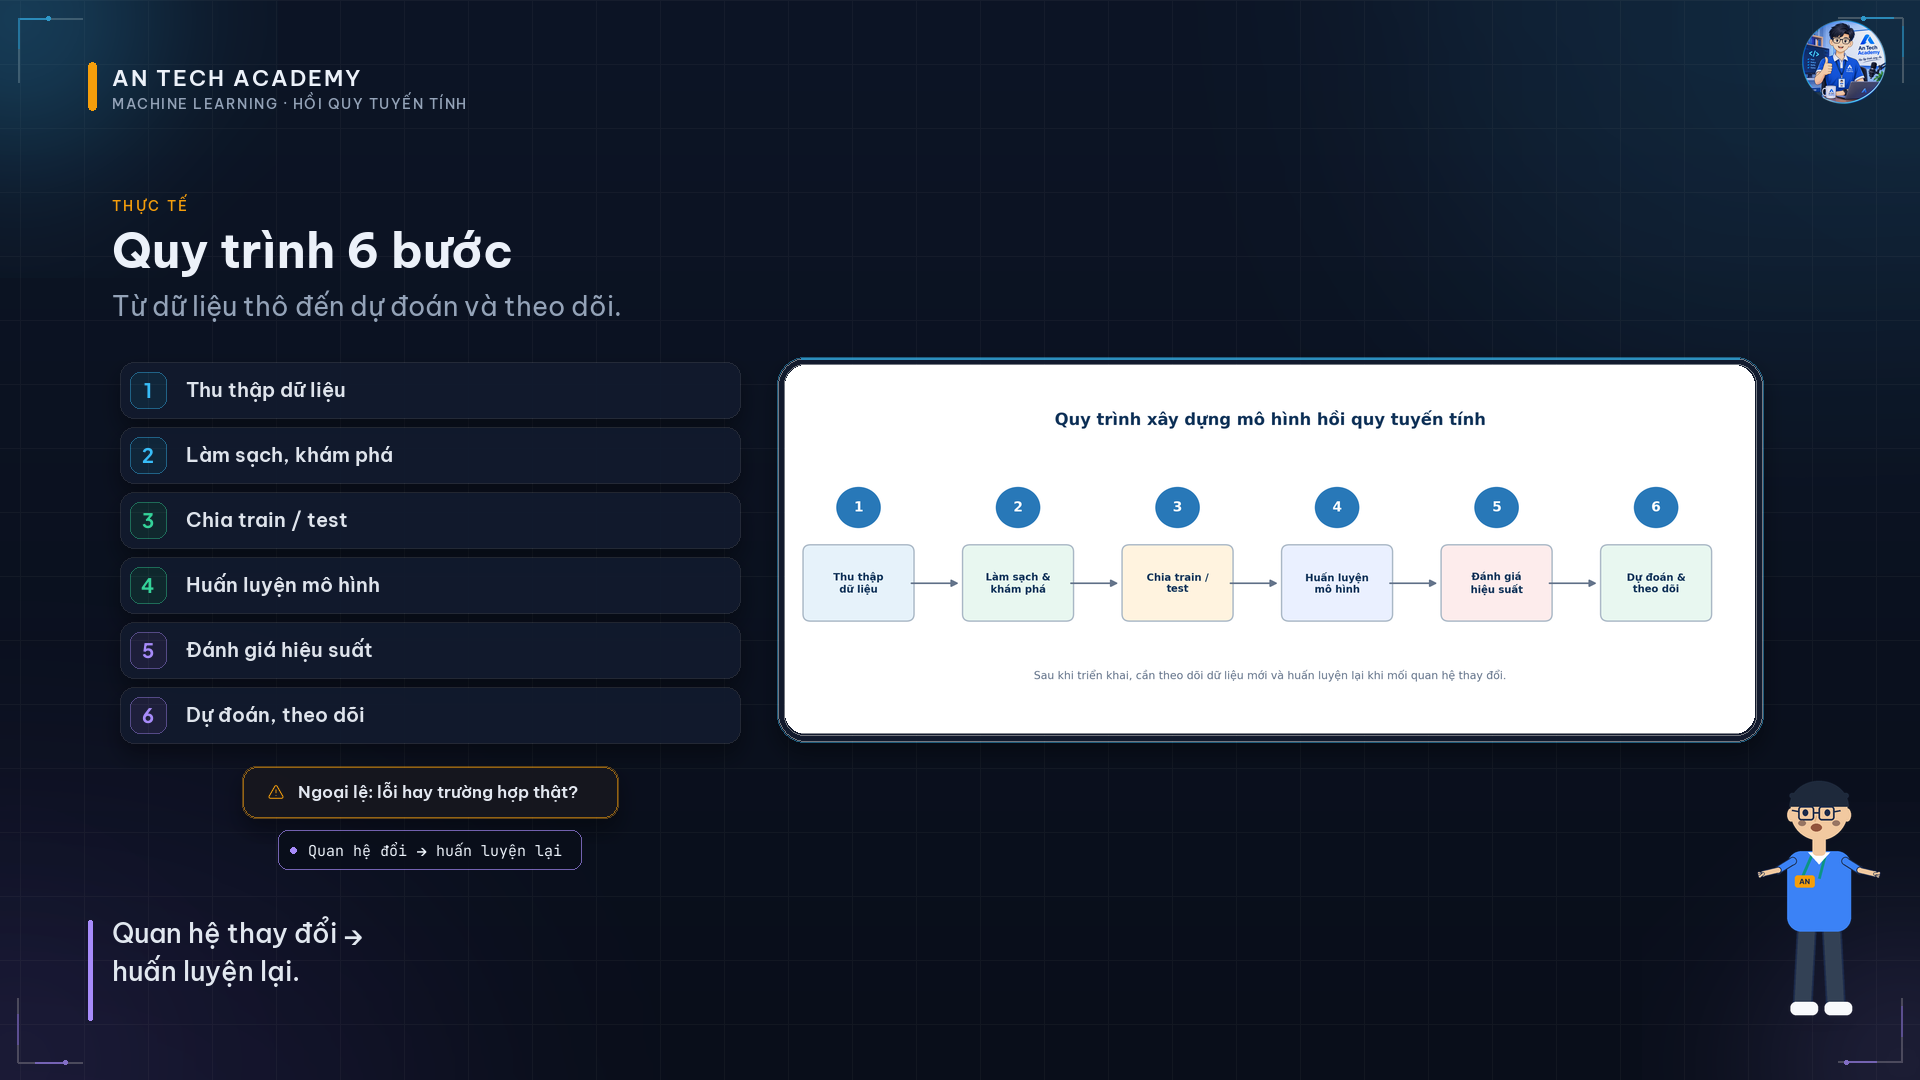 AN TECH ACADEMY
MACHINE LEARNING · HỒI QUY TUYẾN TÍNH
An Tech
Academy
THỰC TẾ
Quy trình 6 bước
Từ dữ liệu thô đến dự đoán và theo dõi.
1 Thu thập dữ liệu
2 Làm sạch, khám phá
3 Chia train / test
4 Huấn luyện mô hình
5 Đánh giá hiệu suất
6 Dự đoán, theo dõi
Ngoại lệ: lỗi hay trường hợp thật?
Quan hệ đổi → huấn luyện lại
Quan hệ thay đổi →
huấn luyện lại.
Quy trình xây dựng mô hình hồi quy tuyến tính
1 2 3 4 5 6
Thu thập
dữ liệu
Làm sạch &
khám phá
Chia train /
test
Huấn luyện
mô hình
Đánh giá
hiệu suất
Dự đoán &
theo dõi
Sau khi triển khai, cần theo dõi dữ liệu mới và huấn luyện lại khi mối quan hệ thay đổi.
AN